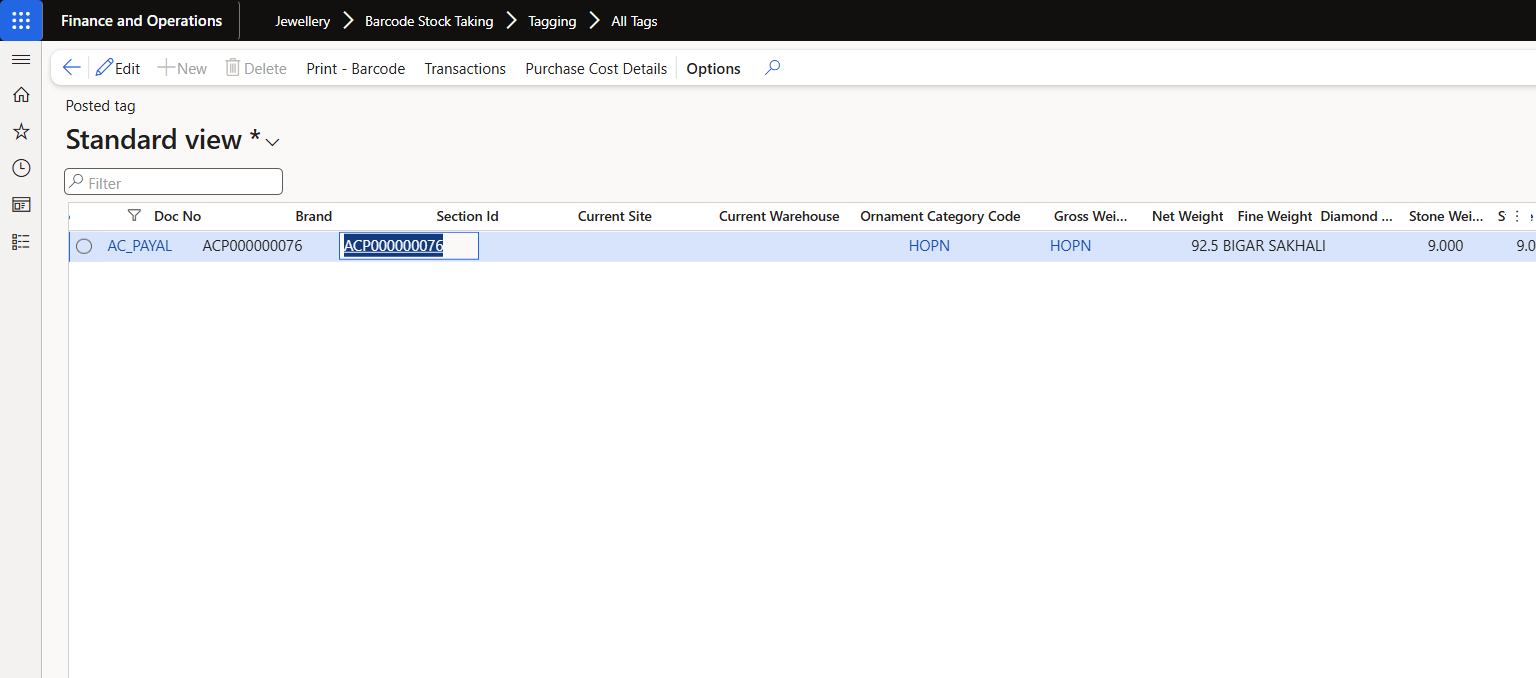 Finance and Operations Jewellery Barcode Stock Taking Tagging All Tags
Edit New Delete Print - Barcode Transactions Purchase Cost Details Options
Posted tag
Standard view *
Filter
Doc No Brand Section Id Current Site Current Warehouse Ornament Category Code Gross Wei... Net Weight Fine Weight Diamond ... Stone Wei...
AC_PAYAL ACP000000076 ACP000000076 HOPN HOPN 92.5 BIGAR SAKHALI 9.000 9.0